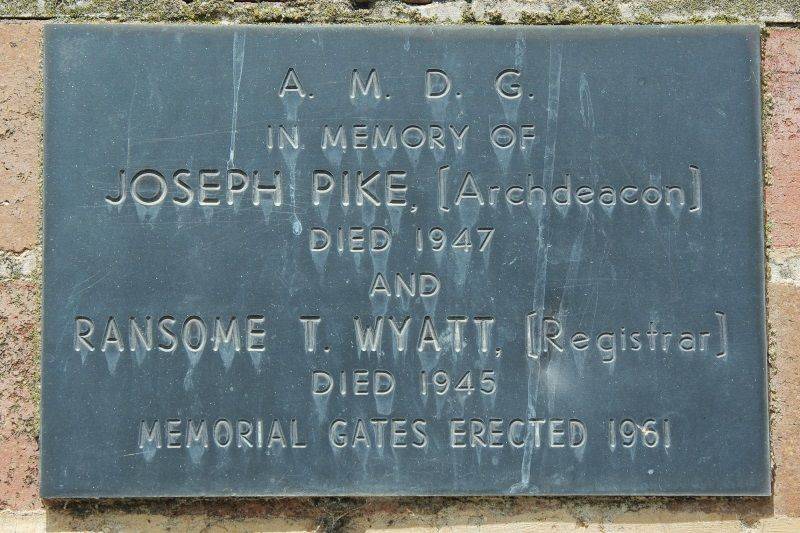 A. M. D. G.
IN MEMORY OF
JOSEPH PIKE, [Archdeacon]
DIED 1947
AND
RANSOME T. WYATT, [Registrar]
DIED 1945
MEMORIAL GATES ERECTED 1961